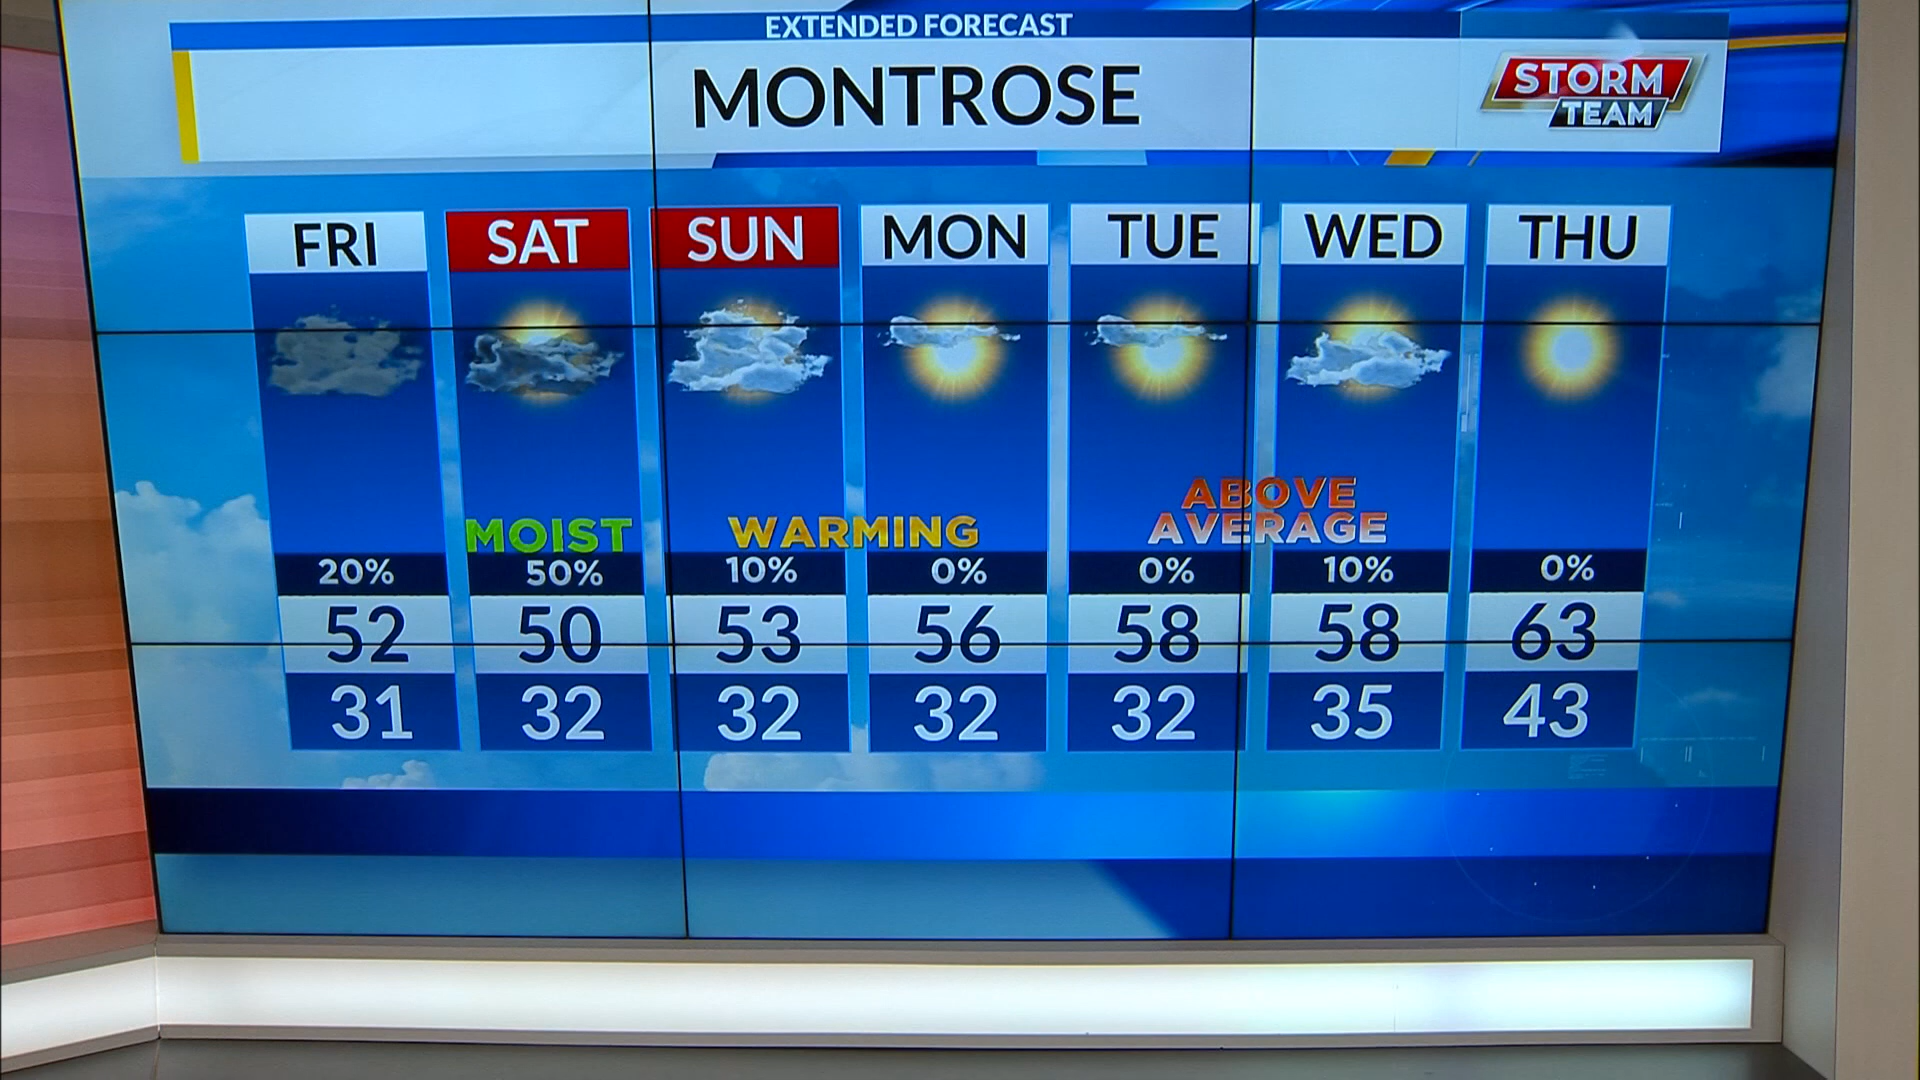 EXTENDED FORECAST
MONTROSE
STORM
TEAM
FRI SAT SUN MON TUE WED THU
ABOVE
MOIST WARMING AVERAGE
20% 50% 10% 0% 0% 10% 0%
52 50 53 56 58 58 63
31 32 32 32 32 35 43